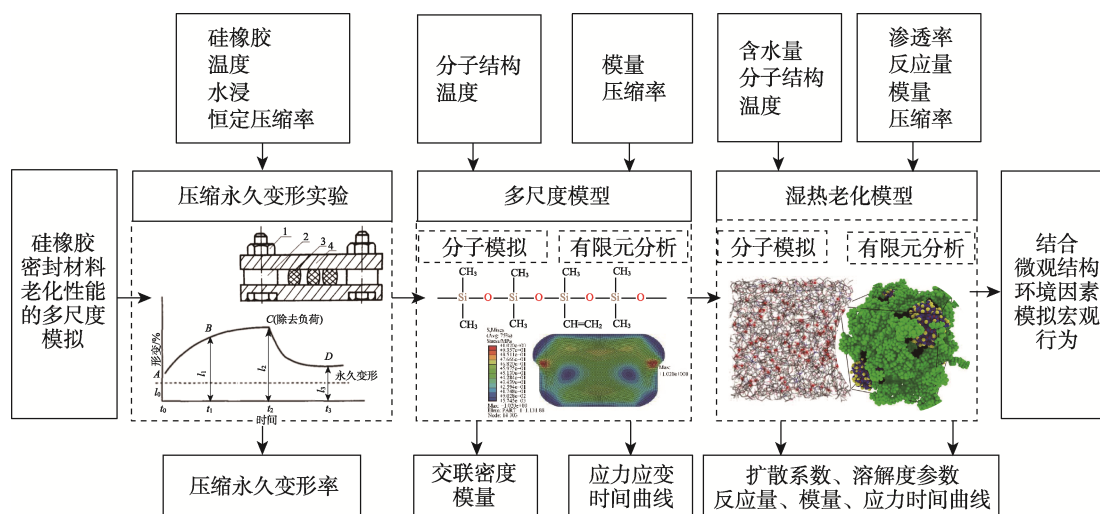 硅橡胶
温度
水浸
恒定压缩率
分子结构
温度
模量
压缩率
含水量
分子结构
温度
渗透率
反应量
模量
压缩率
硅橡胶
密封材料
老化性能
的多尺度
模拟
压缩永久变形实验
1
2
3
4
形变/%
A
B
C(除去负荷)
D
永久变形
l₀
l₁
l₂
l₃
t₀
t₁
t₂
t₃
时间
多尺度模型
分子模拟
有限元分析
CH₃ CH₃ CH₃ CH₃
Si O Si O Si O Si O
CH₃ CH₃ CH=CH₂ CH₃
S,Mises
湿热老化模型
分子模拟
有限元分析
结合
微观结构
环境因素
模拟宏观
行为
压缩永久变形率
交联密度
模量
应力应变
时间曲线
扩散系数、溶解度参数
反应量、模量、应力时间曲线